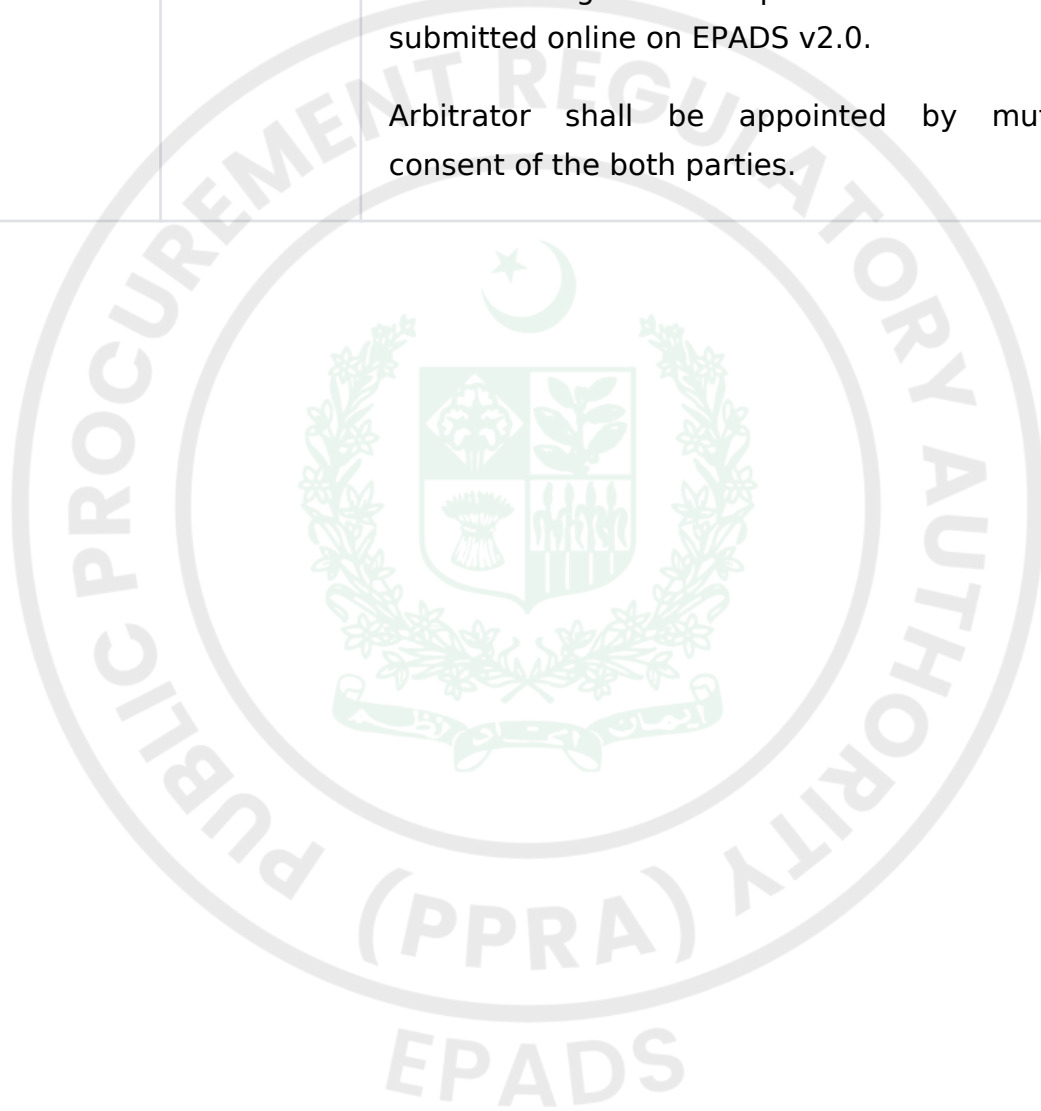 submitted online on EPADS v2.0.
Arbitrator shall be appointed by
consent of the both parties.
PUBLIC PROCUREMENT REGULATORY AUTHORITY
(PPRA)
EPADS